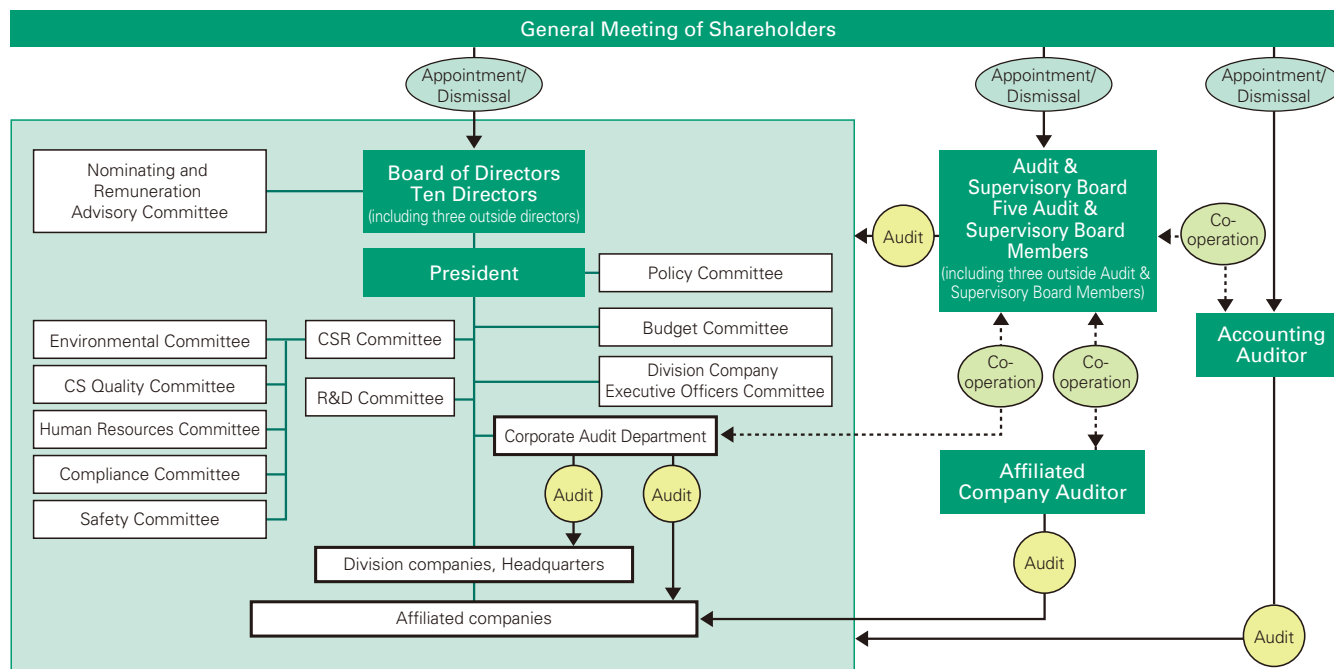 General Meeting of Shareholders
Appointment/
Dismissal
Appointment/
Dismissal
Appointment/
Dismissal
Nominating and
Remuneration
Advisory Committee
Board of Directors
Ten Directors
(including three outside directors)
Audit &
Supervisory Board
Five Audit &
Supervisory Board
Members
(including three outside Audit &
Supervisory Board Members)
Audit
Co-
operation
President
Policy Committee
Budget Committee
Environmental Committee
CSR Committee
Accounting
Auditor
CS Quality Committee
R&D Committee
Division Company
Executive Officers Committee
Co-
operation
Co-
operation
Human Resources Committee
Corporate Audit Department
Compliance Committee
Audit
Audit
Affiliated
Company Auditor
Safety Committee
Division companies, Headquarters
Audit
Affiliated companies
Audit